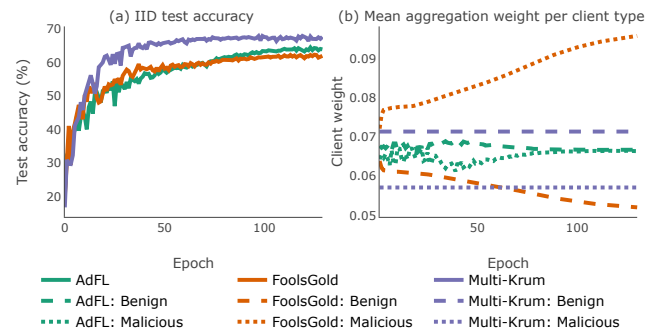 (a) IID test accuracy
(b) Mean aggregation weight per client type
Test accuracy (%)
70
60
50
40
30
20
0
50
100
Epoch
Client weight
0.09
0.08
0.07
0.06
0.05
50
100
Epoch
AdFL
FoolsGold
Multi-Krum
AdFL: Benign
FoolsGold: Benign
Multi-Krum: Benign
AdFL: Malicious
FoolsGold: Malicious
Multi-Krum: Malicious